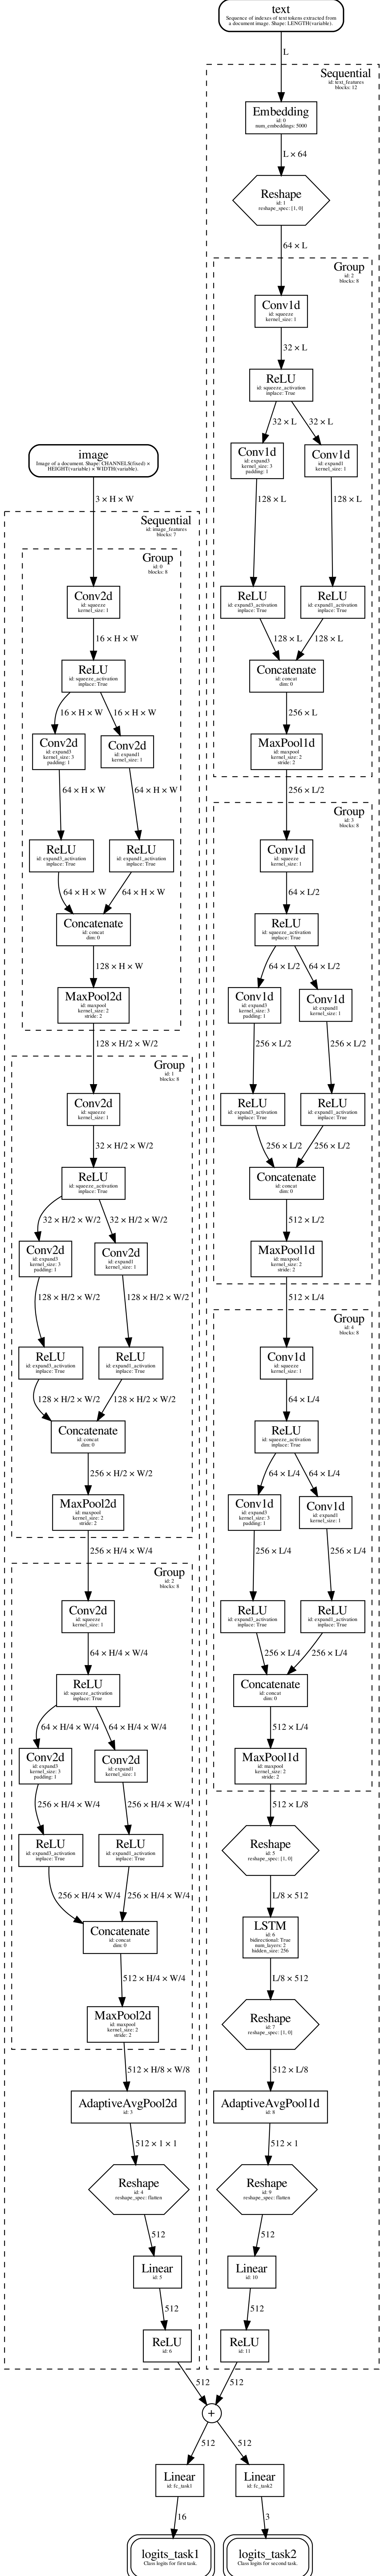 text
Sequence of indexes of text tokens extracted from
a document image. Shape: LENGTH(variable).
L
Sequential
id: text_features
blocks: 12
Embedding
id: 0
num_embeddings: 5000
L × 64
Reshape
id: 1
reshape_spec: [1, 0]
64 × L
Group
id: 2
blocks: 8
Conv1d
id: squeeze
kernel_size: 1
32 × L
ReLU
id: squeeze_activation
inplace: True
32 × L
32 × L
Conv1d
id: expand3
kernel_size: 3
padding: 1
Conv1d
id: expand1
kernel_size: 1
128 × L
128 × L
ReLU
id: expand3_activation
inplace: True
ReLU
id: expand1_activation
inplace: True
128 × L
128 × L
Concatenate
id: concat
dim: 0
256 × L
MaxPool1d
id: maxpool
kernel_size: 2
stride: 2
256 × L/2
Group
id: 3
blocks: 8
Conv1d
id: squeeze
kernel_size: 1
64 × L/2
ReLU
id: squeeze_activation
inplace: True
64 × L/2
64 × L/2
Conv1d
id: expand3
kernel_size: 3
padding: 1
Conv1d
id: expand1
kernel_size: 1
256 × L/2
256 × L/2
ReLU
id: expand3_activation
inplace: True
ReLU
id: expand1_activation
inplace: True
256 × L/2
256 × L/2
Concatenate
id: concat
dim: 0
512 × L/2
MaxPool1d
id: maxpool
kernel_size: 2
stride: 2
512 × L/4
Group
id: 4
blocks: 8
Conv1d
id: squeeze
kernel_size: 1
64 × L/4
ReLU
id: squeeze_activation
inplace: True
64 × L/4
64 × L/4
Conv1d
id: expand3
kernel_size: 3
padding: 1
Conv1d
id: expand1
kernel_size: 1
256 × L/4
256 × L/4
ReLU
id: expand3_activation
inplace: True
ReLU
id: expand1_activation
inplace: True
256 × L/4
256 × L/4
Concatenate
id: concat
dim: 0
512 × L/4
MaxPool1d
id: maxpool
kernel_size: 2
stride: 2
512 × L/8
Reshape
id: 5
reshape_spec: [1, 0]
L/8 × 512
LSTM
id: 6
bidirectional: True
num_layers: 2
hidden_size: 256
L/8 × 512
Reshape
id: 7
reshape_spec: [1, 0]
512 × L/8
AdaptiveAvgPool1d
id: 8
512 × 1
Reshape
id: 9
reshape_spec: flatten
512
Linear
id: 10
512
ReLU
id: 11
512
image
Image of a document. Shape: CHANNELS(fixed) ×
HEIGHT(variable) × WIDTH(variable).
3 × H × W
Sequential
id: image_features
blocks: 7
Group
id: 0
blocks: 8
Conv2d
id: squeeze
kernel_size: 1
16 × H × W
ReLU
id: squeeze_activation
inplace: True
16 × H × W
16 × H × W
Conv2d
id: expand3
kernel_size: 3
padding: 1
Conv2d
id: expand1
kernel_size: 1
64 × H × W
64 × H × W
ReLU
id: expand3_activation
inplace: True
ReLU
id: expand1_activation
inplace: True
64 × H × W
64 × H × W
Concatenate
id: concat
dim: 0
128 × H × W
MaxPool2d
id: maxpool
kernel_size: 2
stride: 2
128 × H/2 × W/2
Group
id: 1
blocks: 8
Conv2d
id: squeeze
kernel_size: 1
32 × H/2 × W/2
ReLU
id: squeeze_activation
inplace: True
32 × H/2 × W/2
32 × H/2 × W/2
Conv2d
id: expand3
kernel_size: 3
padding: 1
Conv2d
id: expand1
kernel_size: 1
128 × H/2 × W/2
128 × H/2 × W/2
ReLU
id: expand3_activation
inplace: True
ReLU
id: expand1_activation
inplace: True
128 × H/2 × W/2
128 × H/2 × W/2
Concatenate
id: concat
dim: 0
256 × H/2 × W/2
MaxPool2d
id: maxpool
kernel_size: 2
stride: 2
256 × H/4 × W/4
Group
id: 2
blocks: 8
Conv2d
id: squeeze
kernel_size: 1
64 × H/4 × W/4
ReLU
id: squeeze_activation
inplace: True
64 × H/4 × W/4
64 × H/4 × W/4
Conv2d
id: expand3
kernel_size: 3
padding: 1
Conv2d
id: expand1
kernel_size: 1
256 × H/4 × W/4
256 × H/4 × W/4
ReLU
id: expand3_activation
inplace: True
ReLU
id: expand1_activation
inplace: True
256 × H/4 × W/4
256 × H/4 × W/4
Concatenate
id: concat
dim: 0
512 × H/4 × W/4
MaxPool2d
id: maxpool
kernel_size: 2
stride: 2
512 × H/8 × W/8
AdaptiveAvgPool2d
id: 3
512 × 1 × 1
Reshape
id: 4
reshape_spec: flatten
512
Linear
id: 5
512
ReLU
id: 6
512
+
512
512
Linear
id: fc_task1
Linear
id: fc_task2
16
3
logits_task1
Class logits for first task.
logits_task2
Class logits for second task.